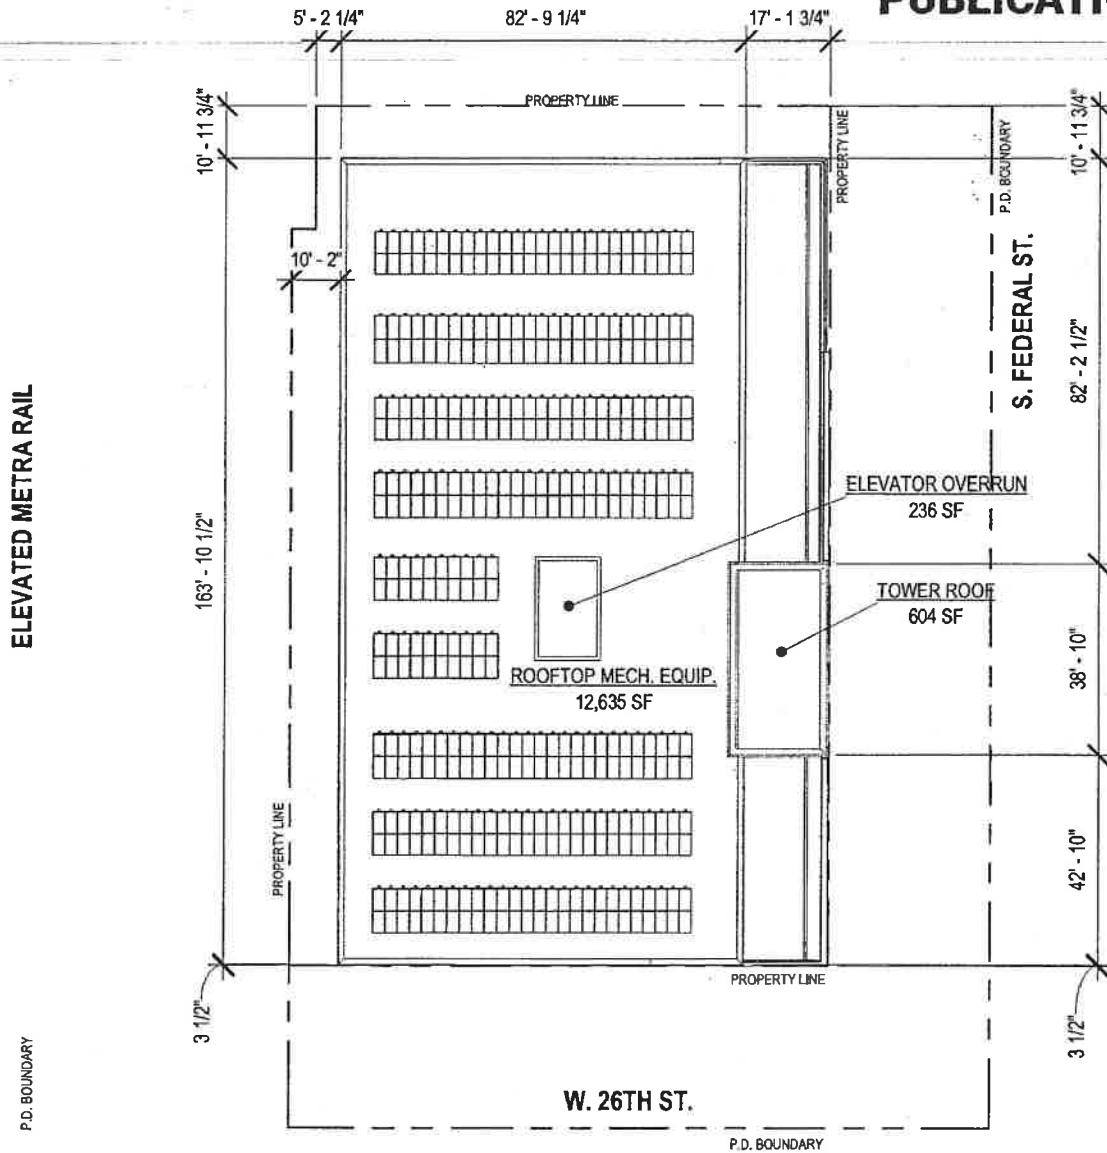 PUBLICATI
5' - 2 1/4"
82' - 9 1/4"
17' - 1 3/4"
PROPERTY LINE
10' - 11 3/4"
PROPERTY LINE
P.D. BOUNDARY
10' - 11 3/4"
10' - 2"
S. FEDERAL ST.
82' - 2 1/2"
ELEVATED METRA RAIL
163' - 10 1/2"
ELEVATOR OVERRUN
236 SF
TOWER ROOF
604 SF
38' - 10"
ROOFTOP MECH. EQUIP.
12,635 SF
PROPERTY LINE
42' - 10"
PROPERTY LINE
3 1/2"
3 1/2"
P.D. BOUNDARY
W. 26TH ST.
P.D. BOUNDARY